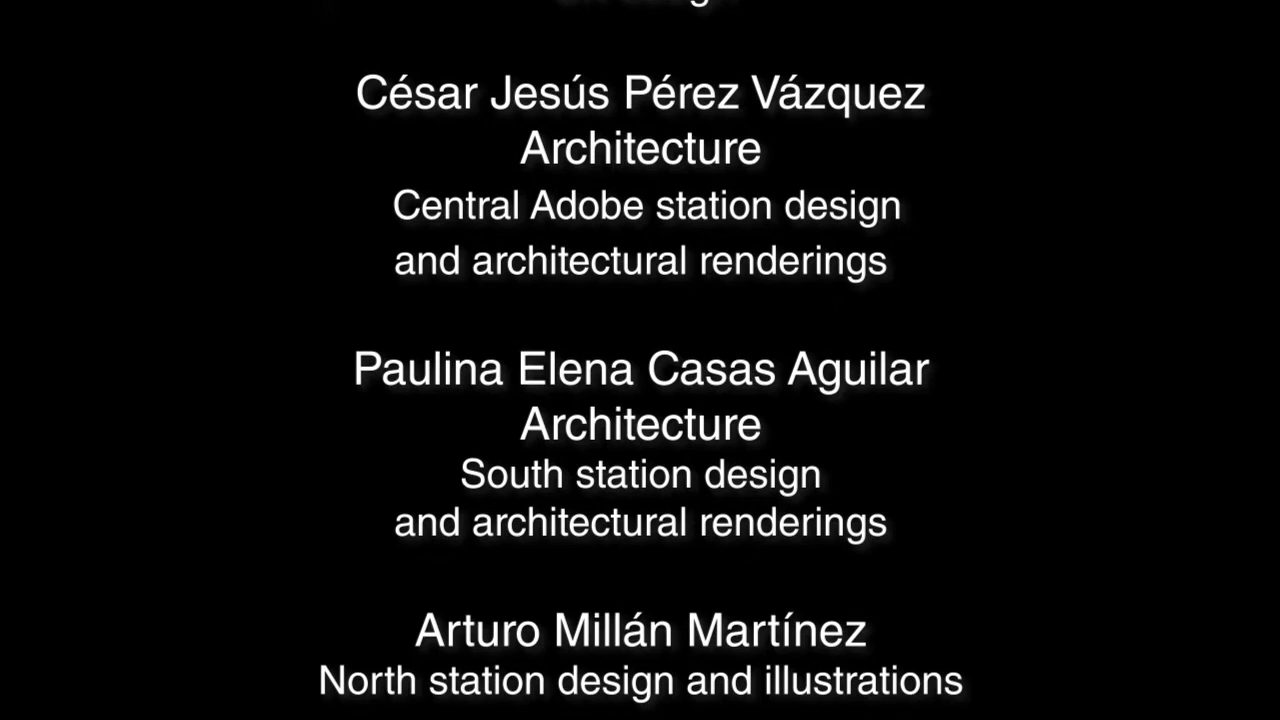 César Jesús Pérez Vázquez
Architecture
Central Adobe station design
and architectural renderings
Paulina Elena Casas Aguilar
Architecture
South station design
and architectural renderings
Arturo Millán Martínez
North station design and illustrations